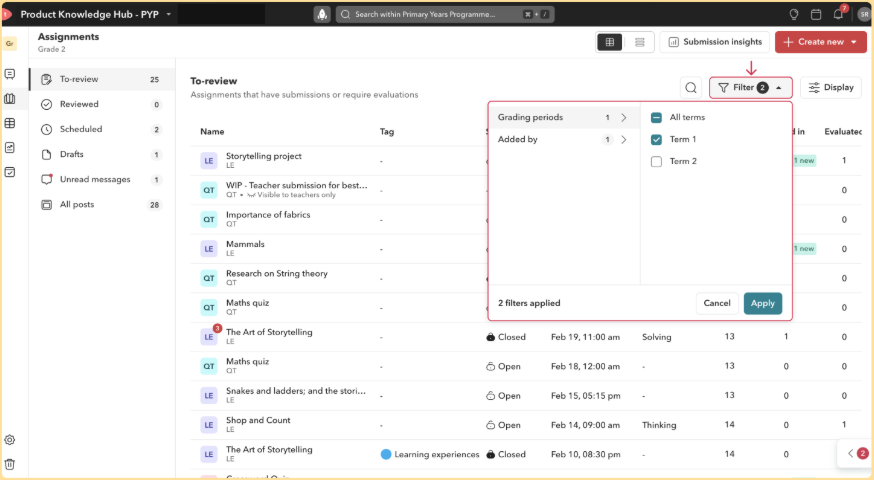 Product Knowledge Hub - PYP
Search within Primary Years Programme... ⌘ + /
7
SR
Gr
Assignments
Grade 2
Submission insights
+ Create new
To-review 25
Reviewed 0
Scheduled 2
Drafts 1
Unread messages 1
All posts 28
To-review
Assignments that have submissions or require evaluations
Filter 2
Display
Grading periods 1
Added by 1
All terms
Term 1
Term 2
2 filters applied
Cancel
Apply
Name Tag S d in Evaluated
LE Storytelling project - 1 new 1
LE
QT WIP - Teacher submission for best... - 0
QT • Visible to teachers only
QT Importance of fabrics - 0
QT
LE Mammals - 1 new 0
LE
QT Research on String theory - 0
QT
QT Maths quiz - 0
QT
LE 3 The Art of Storytelling - Closed Feb 19, 11:00 am Solving 13 1 0
LE
QT Maths quiz - Open Feb 18, 12:00 am - 13 0 0
QT
LE Snakes and ladders; and the stori... - Open Feb 15, 05:15 pm - 13 0 0
LE
LE Shop and Count - Open Feb 14, 09:00 am Thinking 14 0 1
LE
LE The Art of Storytelling Learning experiences Closed Feb 10, 08:30 pm - 14 0
LE
2